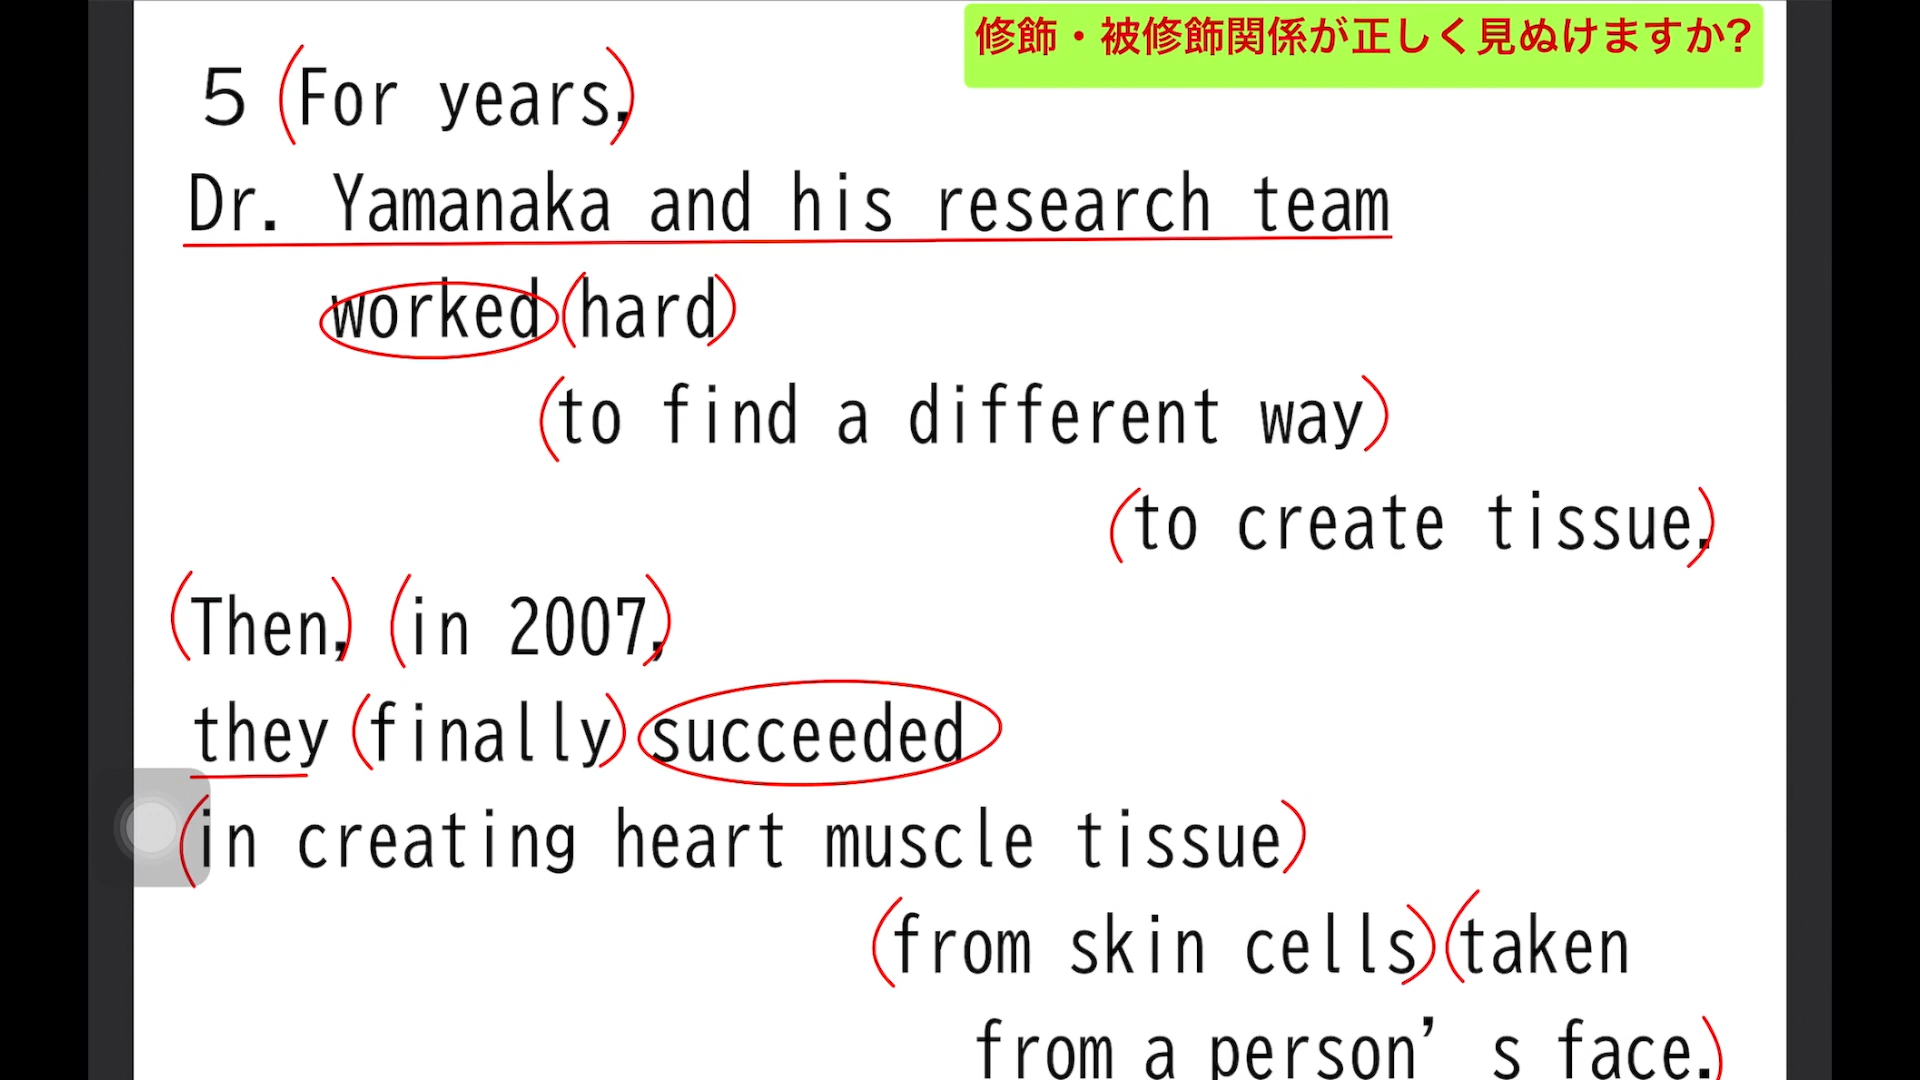 修飾・被修飾関係が正しく見ぬけますか?
5 (For years,)
Dr. Yamanaka and his research team
worked (hard)
(to find a different way)
(to create tissue.)
(Then,) (in 2007,)
they (finally) succeeded
(in creating heart muscle tissue)
(from skin cells) (taken
from a person's face.)